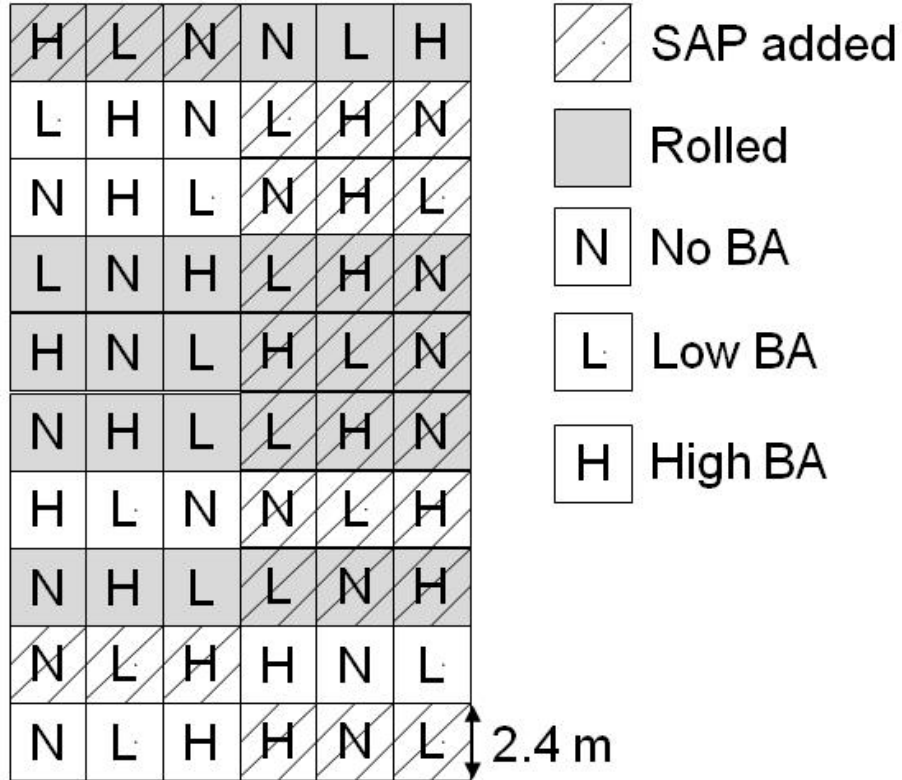 H L N N L H
L H N L H N
N H L N H L
L N H L H N
H N L H L N
N H L L H N
H L N N L H
N H L L N H
N L H H N L
N L H H N L
2.4 m
SAP added
Rolled
N No BA
L Low BA
H High BA